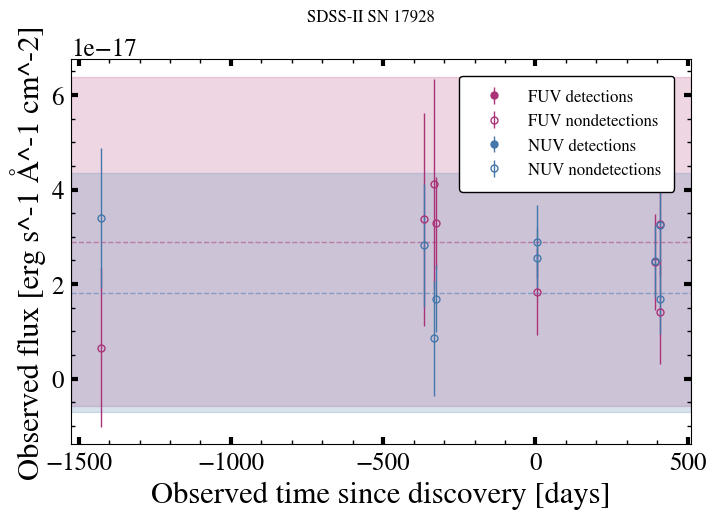 SDSS-II SN 17928
1e−17
Observed flux [erg s^-1 Å^-1 cm^-2]
6
4
2
0
FUV detections
FUV nondetections
NUV detections
NUV nondetections
−1500 −1000 −500 0 500
Observed time since discovery [days]